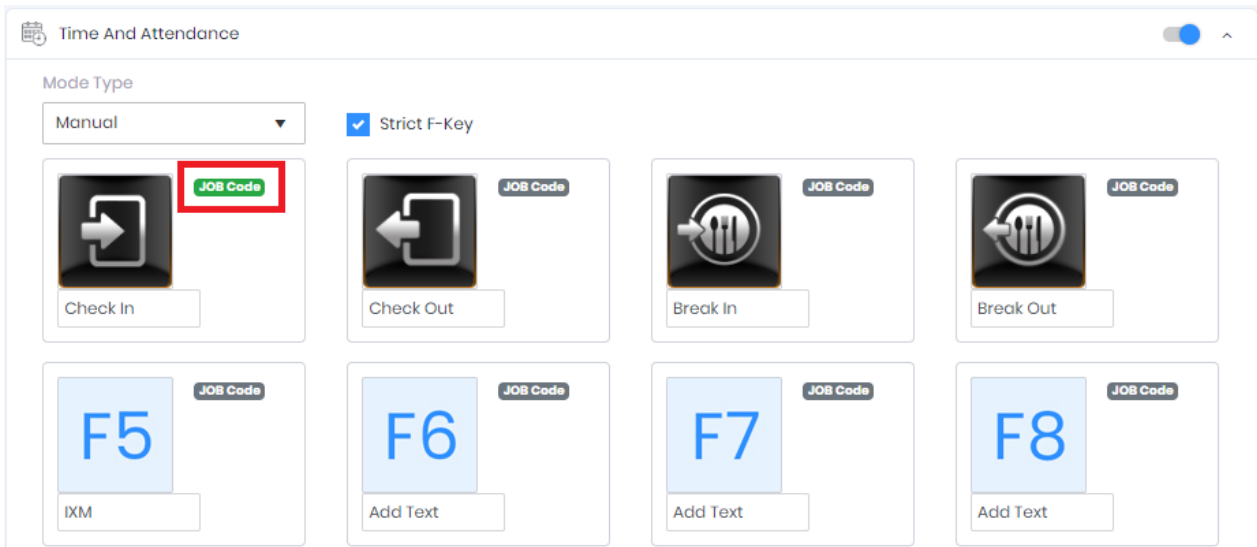 Time And Attendance
Mode Type
Manual
Strict F-Key
JOB Code
JOB Code
JOB Code
JOB Code
Check In
Check Out
Break In
Break Out
JOB Code
JOB Code
JOB Code
JOB Code
F5
F6
F7
F8
IXM
Add Text
Add Text
Add Text